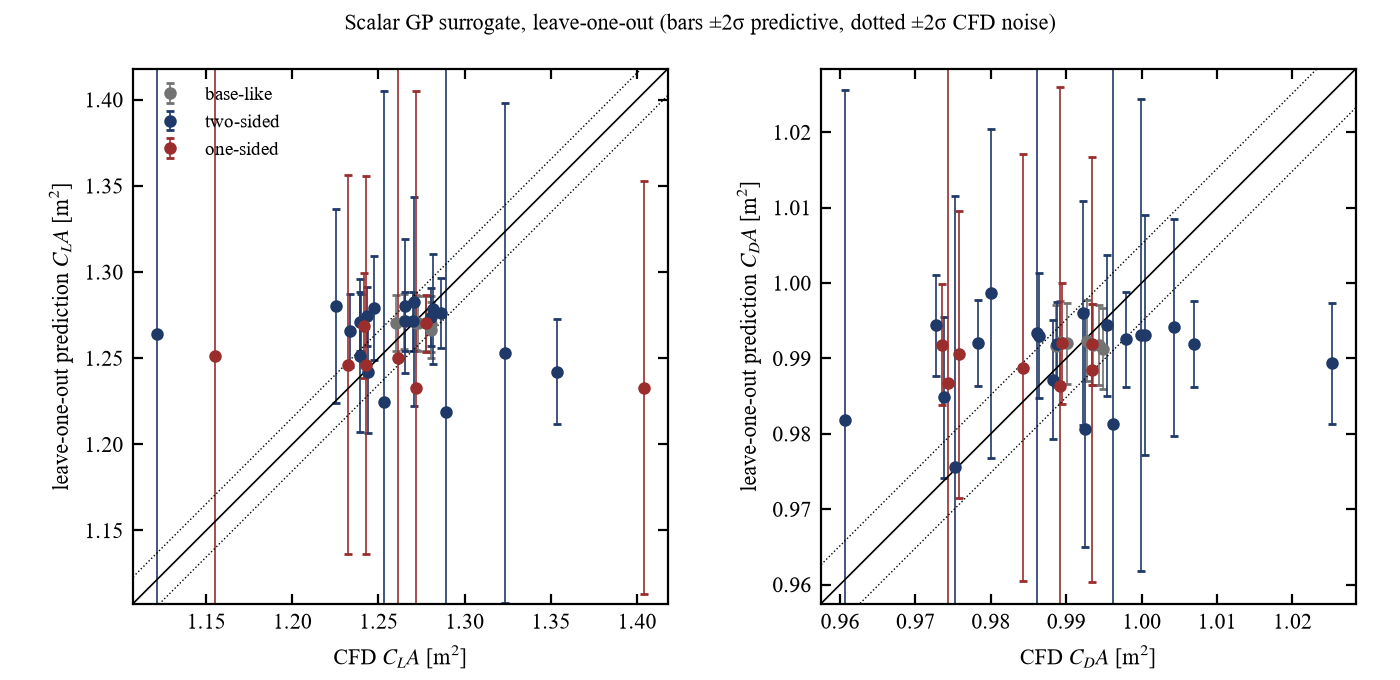 Scalar GP surrogate, leave-one-out (bars ±2σ predictive, dotted ±2σ CFD noise)
base-like
two-sided
one-sided
leave-one-out prediction C_LA [m²]
1.40
1.35
1.30
1.25
1.20
1.15
1.15 1.20 1.25 1.30 1.35 1.40
CFD C_LA [m²]
leave-one-out prediction C_DA [m²]
1.02
1.01
1.00
0.99
0.98
0.97
0.96
0.96 0.97 0.98 0.99 1.00 1.01 1.02
CFD C_DA [m²]